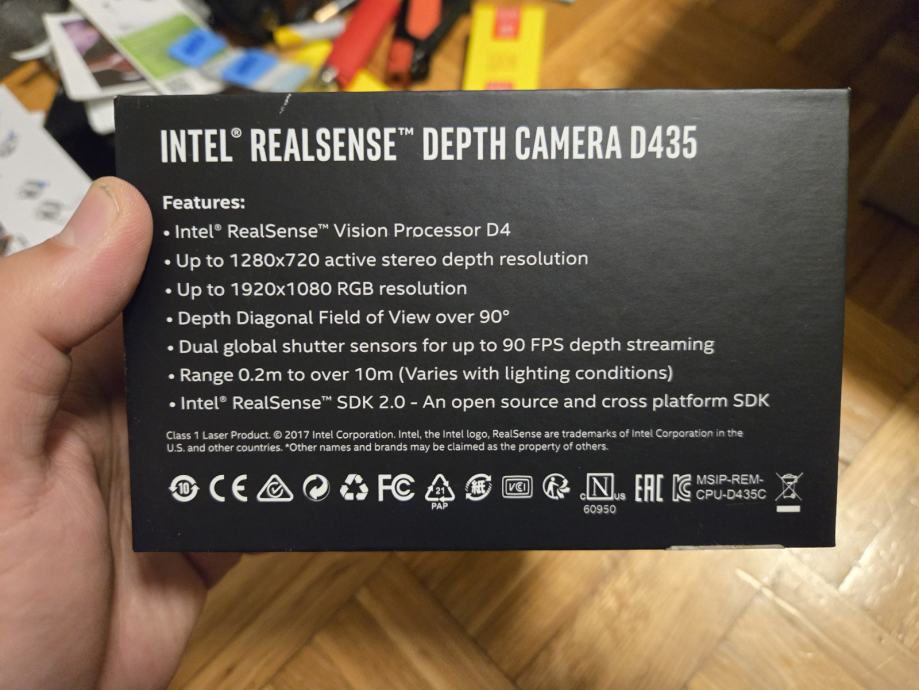 INTEL® REALSENSE™ DEPTH CAMERA D435
Features:
• Intel® RealSense™ Vision Processor D4
• Up to 1280x720 active stereo depth resolution
• Up to 1920x1080 RGB resolution
• Depth Diagonal Field of View over 90°
• Dual global shutter sensors for up to 90 FPS depth streaming
• Range 0.2m to over 10m (Varies with lighting conditions)
• Intel® RealSense™ SDK 2.0 - An open source and cross platform SDK
Class 1 Laser Product. © 2017 Intel Corporation. Intel, the Intel logo, RealSense are trademarks of Intel Corporation in the
U.S. and other countries. *Other names and brands may be claimed as the property of others.
10 CE FC 21 紙 VCI c N us EAC MSIP-REM-
PAP 60950 CPU-D435C